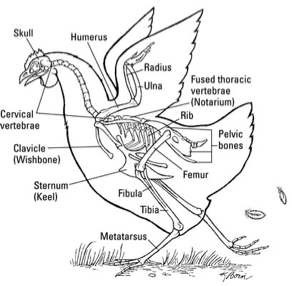 Skull
Humerus
Radius
Ulna
Fused thoracic
vertebrae
(Notarium)
Rib
Cervical
vertebrae
Pelvic
bones
Clavicle
(Wishbone)
Femur
Sternum
(Keel)
Fibula
Tibia
Metatarsus